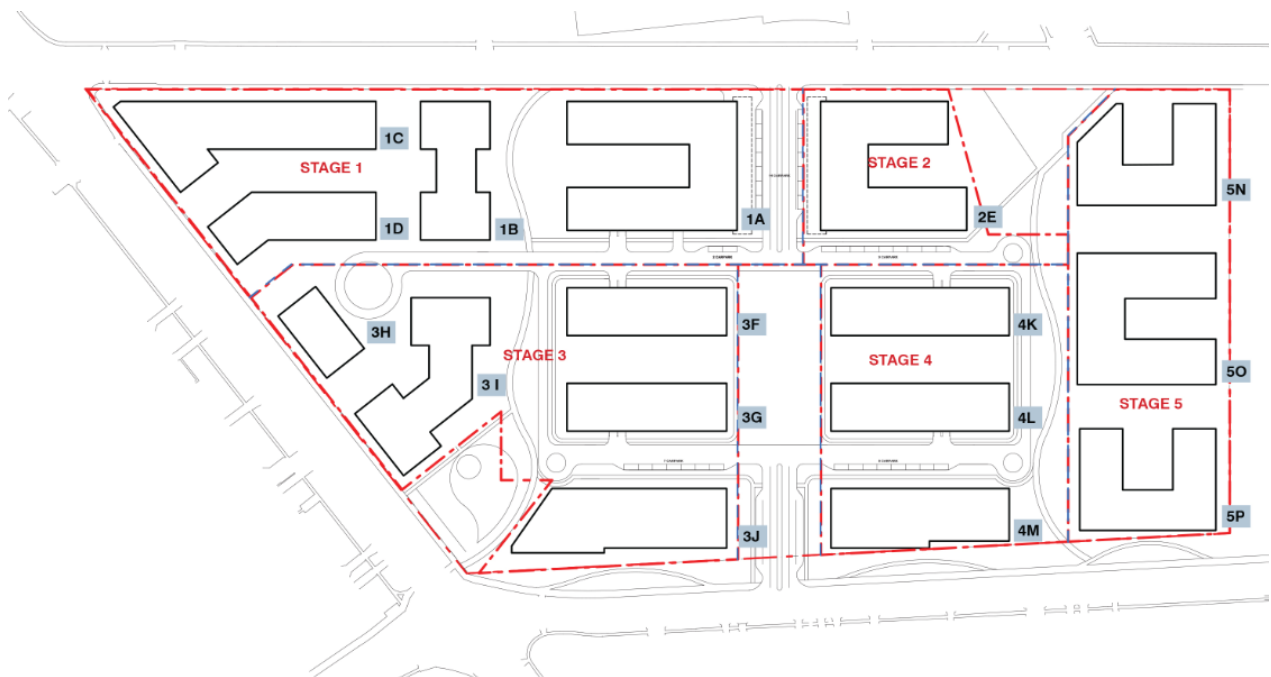 1C
STAGE 1
STAGE 2
5N
1D
1B
1A
2E
3F
4K
3H
STAGE 3
STAGE 4
5O
3 I
STAGE 5
3G
4L
5P
3J
4M